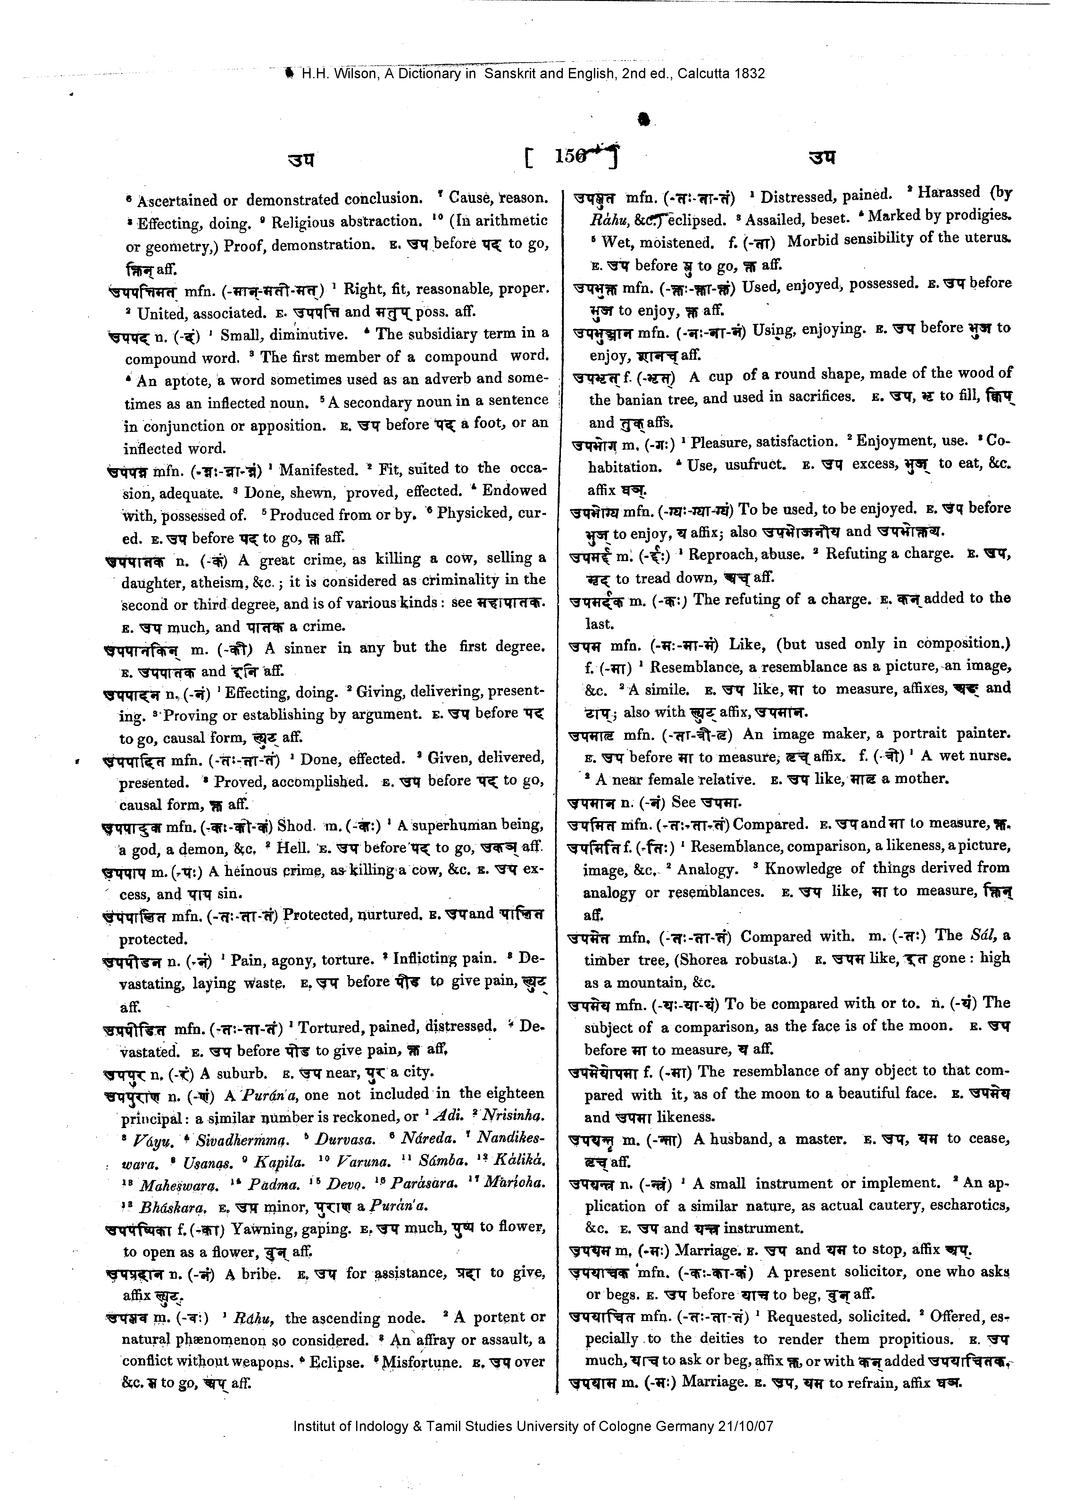 H.H. Wilson, A Dictionary in Sanskrit and English, 2nd ed., Calcutta 1832
उप [ 156 ] उप
⁶ Ascertained or demonstrated conclusion. ⁷ Cause, reason.
⁸ Effecting, doing. ⁹ Religious abstraction. ¹⁰ (In arithmetic
or geometry,) Proof, demonstration. E. उप before पद् to go,
क्तिन् aff.
उपपत्तिमत् mfn. (-मान्-मती-मत्) ¹ Right, fit, reasonable, proper.
² United, associated. E. उपपत्ति and मतुप् poss. aff.
उपपद n. (-दं) ¹ Small, diminutive. ² The subsidiary term in a
compound word. ³ The first member of a compound word.
⁴ An aptote, a word sometimes used as an adverb and some-
times as an inflected noun. ⁵ A secondary noun in a sentence
in conjunction or apposition. E. उप before पद a foot, or an
inflected word.
उपपन्न mfn. (-न्नः-न्ना-न्नं) ¹ Manifested. ² Fit, suited to the occa-
sion, adequate. ³ Done, shewn, proved, effected. ⁴ Endowed
with, possessed of. ⁵ Produced from or by. ⁶ Physicked, cur-
ed. E. उप before पद to go, क्त aff.
उपपातक n. (-कं) A great crime, as killing a cow, selling a
daughter, atheism, &c.; it is considered as criminality in the
second or third degree, and is of various kinds: see महापातक.
E. उप much, and पातक a crime.
उपपातकिन् m. (-की) A sinner in any but the first degree.
E. उपपातक and इनि aff.
उपपादन n. (-नं) ¹ Effecting, doing. ² Giving, delivering, present-
ing. ³ Proving or establishing by argument. E. उप before पद
to go, causal form, ल्युट् aff.
उपपादित mfn. (-तः-ता-तं) ¹ Done, effected. ² Given, delivered,
presented. ³ Proved, accomplished. E. उप before पद to go,
causal form, क्त aff.
उपपादुक mfn. (-कः-की-कं) Shod. m. (-कः) ¹ A superhuman being,
a god, a demon, &c. ² Hell. E. उप before पद to go, उकञ् aff.
उपपाप m. (-पः) A heinous crime, as killing a cow, &c. E. उप ex-
cess, and पाप sin.
उपपालित mfn. (-तः-ता-तं) Protected, nurtured. E. उप and पालित
protected.
उपपीडन n. (-नं) ¹ Pain, agony, torture. ² Inflicting pain. ³ De-
vastating, laying waste. E. उप before पीड to give pain, ल्युट्
aff.
उपपीडित mfn. (-तः-ता-तं) ¹ Tortured, pained, distressed. ² De-
vastated. E. उप before पीड to give pain, क्त aff.
उपपुर n. (-रं) A suburb. E. उप near, पुर a city.
उपपुराण n. (-णं) A Purán'a, one not included in the eighteen
principal: a similar number is reckoned, or ¹ Adi. ² Nrisinha.
³ Váyu. ⁴ Sivadhermma. ⁵ Durvasa. ⁶ Náreda. ⁷ Nandikes-
wara. ⁸ Usanas. ⁹ Kapila. ¹⁰ Varuna. ¹¹ Sámba. ¹² Káliká.
¹³ Maheswara. ¹⁴ Padma. ¹⁵ Deva. ¹⁶ Parásara. ¹⁷ Márícha.
¹⁸ Bháskara. E. उप minor, पुराण a Purán'a.
उपपुष्पिका f. (-का) Yawning, gaping. E. उप much, पुष्प to flower,
to open as a flower, वुन् aff.
उपप्रदान n. (-नं) A bribe. E. उप for assistance, प्रदा to give,
affix ल्युट्.
उपप्लव m. (-वः) ¹ Ráhu, the ascending node. ² A portent or
natural phænomenon so considered. ³ An affray or assault, a
conflict without weapons. ⁴ Eclipse. ⁵ Misfortune. E. उप over
&c. प्लु to go, अप् aff.
उपप्लुत mfn. (-तः-ता-तं) ¹ Distressed, pained. ² Harassed (by
Ráhu, &c.) eclipsed. ³ Assailed, beset. ⁴ Marked by prodigies.
⁵ Wet, moistened. f. (-ता) Morbid sensibility of the uterus.
E. उप before प्लु to go, क्त aff.
उपभुक्त mfn. (-क्तः-क्ता-क्तं) Used, enjoyed, possessed. E. उप before
भुज to enjoy, क्त aff.
उपभुञ्जान mfn. (-नः-ना-नं) Using, enjoying. E. उप before भुज to
enjoy, शानच् aff.
उपभृत् f. (-भृत्) A cup of a round shape, made of the wood of
the banian tree, and used in sacrifices. E. उप, भृ to fill, क्विप्
and तुक् affs.
उपभोग m. (-गः) ¹ Pleasure, satisfaction. ² Enjoyment, use. ³ Co-
habitation. ⁴ Use, usufruct. E. उप excess, भुज् to eat, &c.
affix घञ्.
उपभोग्य mfn. (-ग्यः-ग्या-ग्यं) To be used, to be enjoyed. E. उप before
भुज् to enjoy, य affix; also उपभोजनीय and उपभोक्तव्य.
उपमर्द्द m. (-र्द्दः) ¹ Reproach, abuse. ² Refuting a charge. E. उप,
मृद् to tread down, अच् aff.
उपमर्द्दक m. (-कः) The refuting of a charge. E. कन् added to the
last.
उपम mfn. (-मः-मा-मं) Like, (but used only in composition.)
f. (-मा) ¹ Resemblance, a resemblance as a picture, an image,
&c. ² A simile. E. उप like, मा to measure, affixes, अङ् and
टाप्; also with ल्युट् affix, उपमान.
उपमातृ mfn. (-ता-त्री-तृ) An image maker, a portrait painter.
E. उप before मा to measure, तृच् affix. f. (-त्री) ¹ A wet nurse.
² A near female relative. E. उप like, मातृ a mother.
उपमान n. (-नं) See उपमा.
उपमित mfn. (-तः-ता-तं) Compared. E. उप and मा to measure, क्त.
उपमिति f. (-तिः) ¹ Resemblance, comparison, a likeness, a picture,
image, &c. ² Analogy. ³ Knowledge of things derived from
analogy or resemblances. E. उप like, मा to measure, क्तिन्
aff.
उपमेत mfn. (-तः-ता-तं) Compared with. m. (-तः) The Sál, a
timber tree, (Shorea robusta.) E. उपम like, इत gone: high
as a mountain, &c.
उपमेय mfn. (-यः-या-यं) To be compared with or to. n. (-यं) The
subject of a comparison, as the face is of the moon. E. उप
before मा to measure, य aff.
उपमेयोपमा f. (-मा) The resemblance of any object to that com-
pared with it, as of the moon to a beautiful face. E. उपमेय
and उपमा likeness.
उपयन्तृ m. (-न्ता) A husband, a master. E. उप, यम to cease,
तृच् aff.
उपयन्त्र n. (-न्त्रं) ¹ A small instrument or implement. ² An ap-
plication of a similar nature, as actual cautery, escharotics,
&c. E. उप and यन्त्र instrument.
उपयम m. (-मः) Marriage. E. उप and यम to stop, affix अप्.
उपयाचक mfn. (-कः-का-कं) A present solicitor, one who asks
or begs. E. उप before याच to beg, वुन् aff.
उपयाचित mfn. (-तः-ता-तं) ¹ Requested, solicited. ² Offered, es-
pecially to the deities to render them propitious. E. उप
much, याच to ask or beg, affix क्त, or with कन् added उपयाचितक.
उपयाम m. (-मः) Marriage. E. उप, यम to refrain, affix घञ्.
Institut of Indology & Tamil Studies University of Cologne Germany 21/10/07